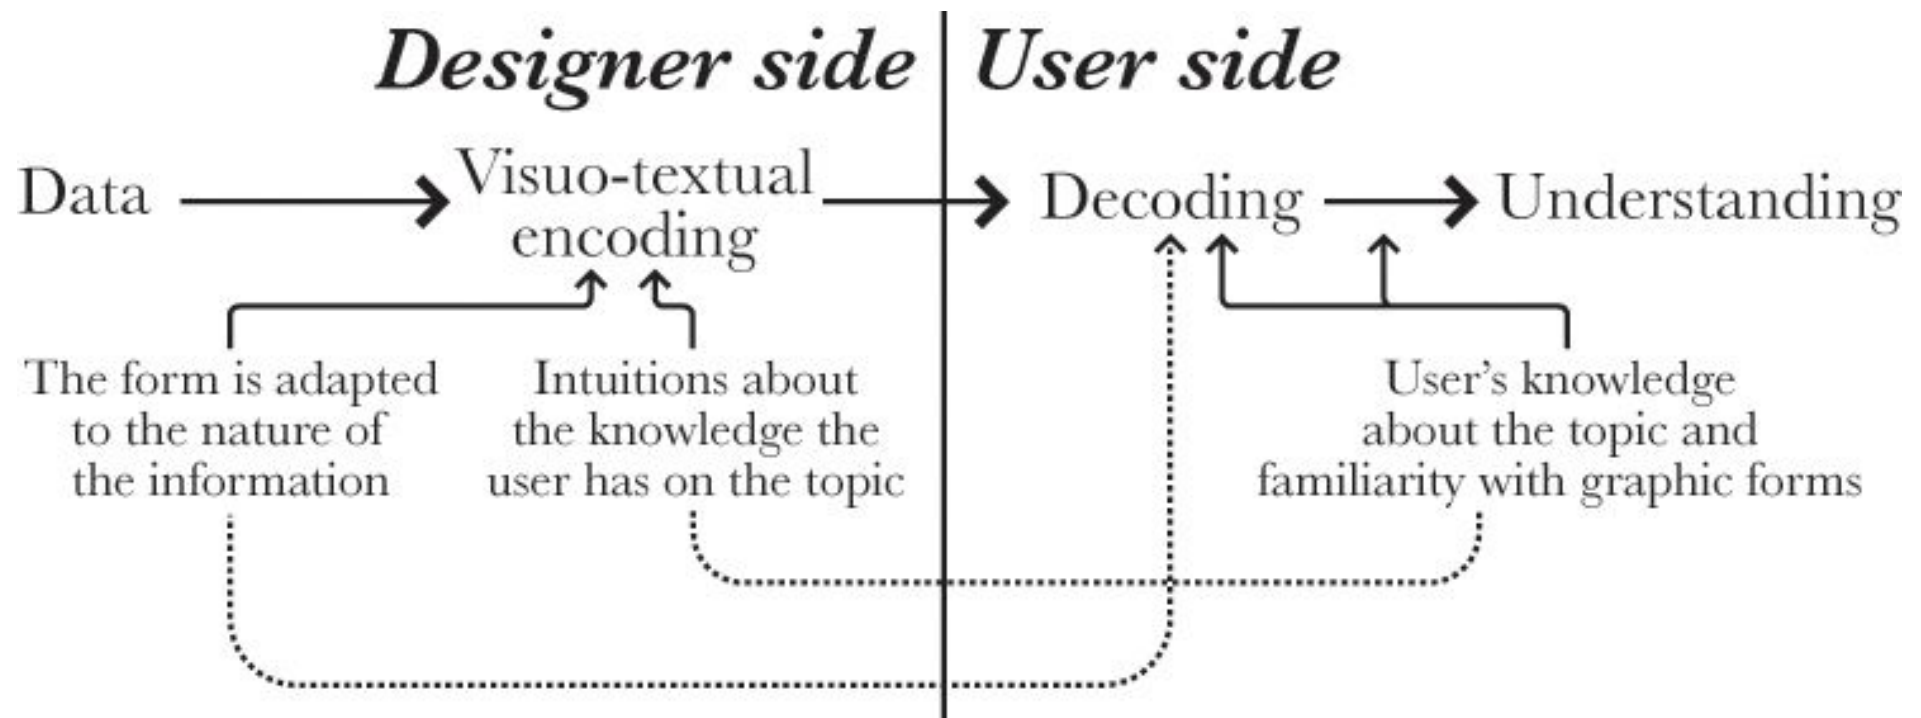 Designer side
User side
Data
Visuo-textual
encoding
Decoding
Understanding
The form is adapted
to the nature of
the information
Intuitions about
the knowledge the
user has on the topic
User’s knowledge
about the topic and
familiarity with graphic forms